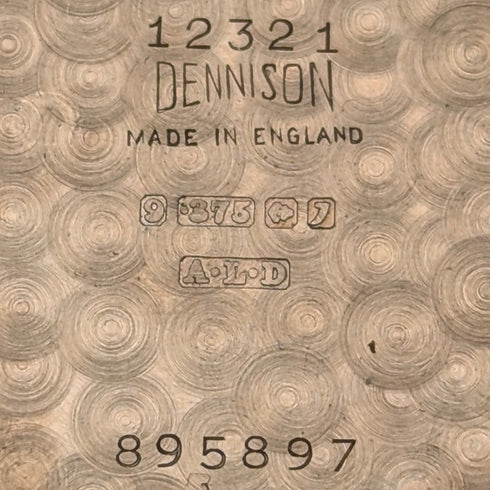 12321
DENNISON
MADE IN ENGLAND
9 .375
A·L·D
895897